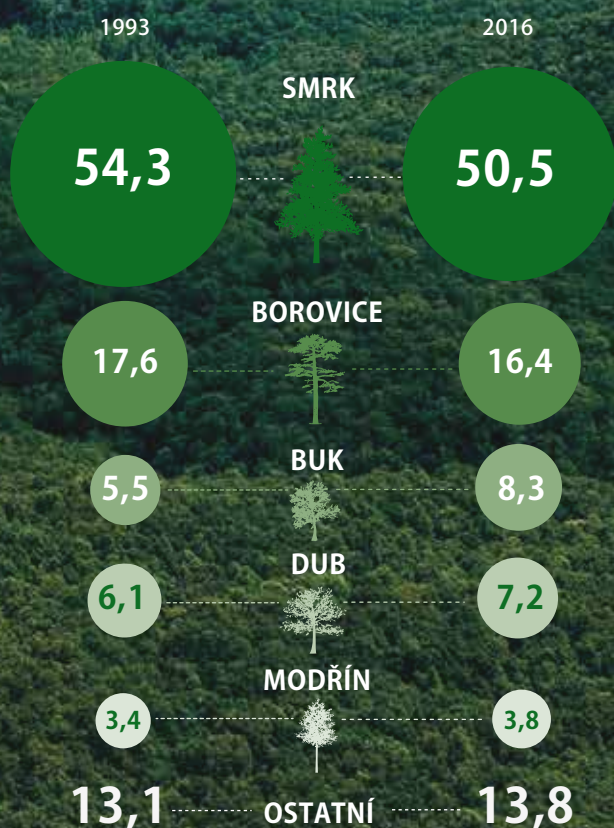 1993 2016
SMRK
54,3 50,5
BOROVICE
17,6 16,4
BUK
5,5 8,3
DUB
6,1 7,2
MODŘÍN
3,4 3,8
13,1 OSTATNÍ 13,8